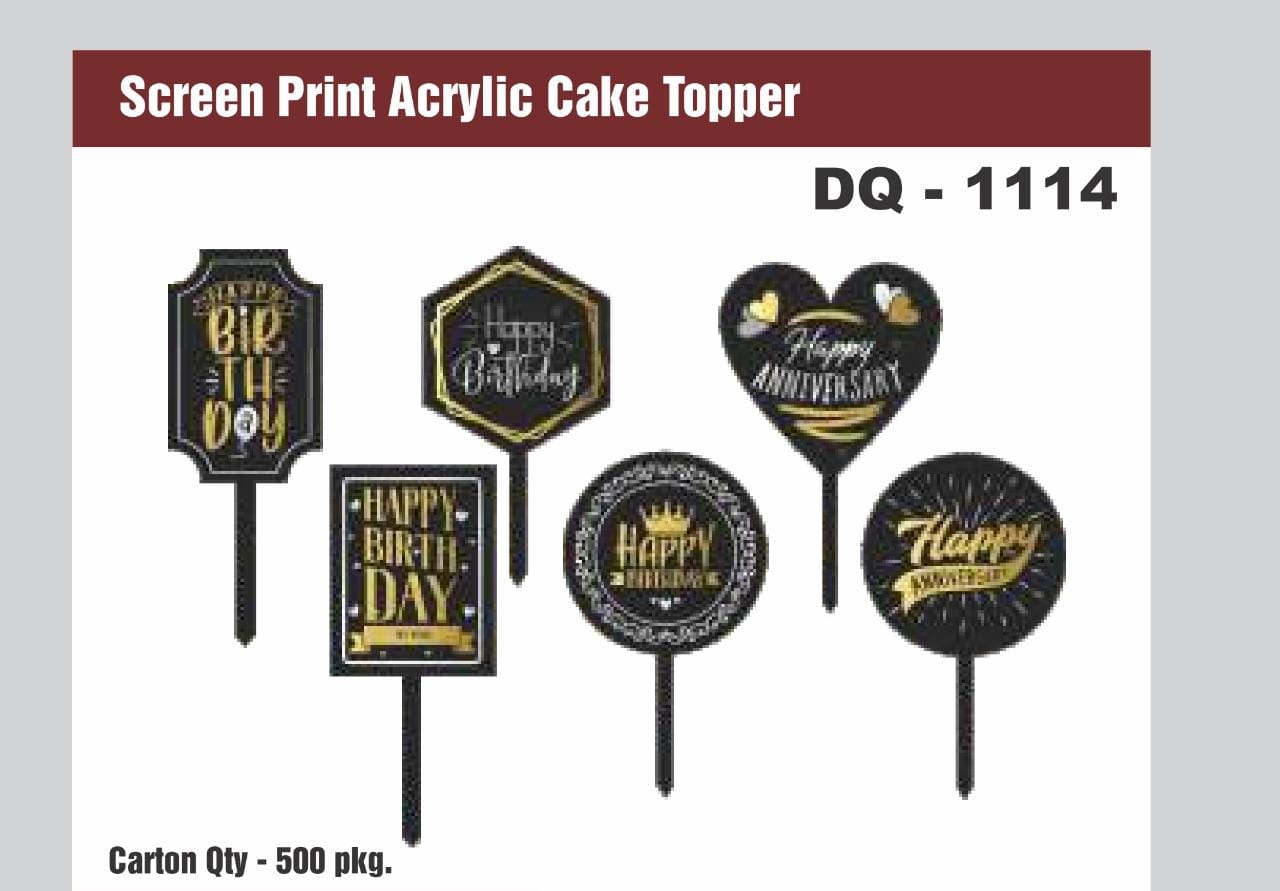 Screen Print Acrylic Cake Topper
DQ - 1114
HAPPY
BIR
TH
DAY
Happy
Birthday
Happy
ANNIVERSARY
HAPPY
BIRTH
DAY
HAPPY
BIRTHDAY
Happy
ANNIVERSARY
Carton Qty - 500 pkg.